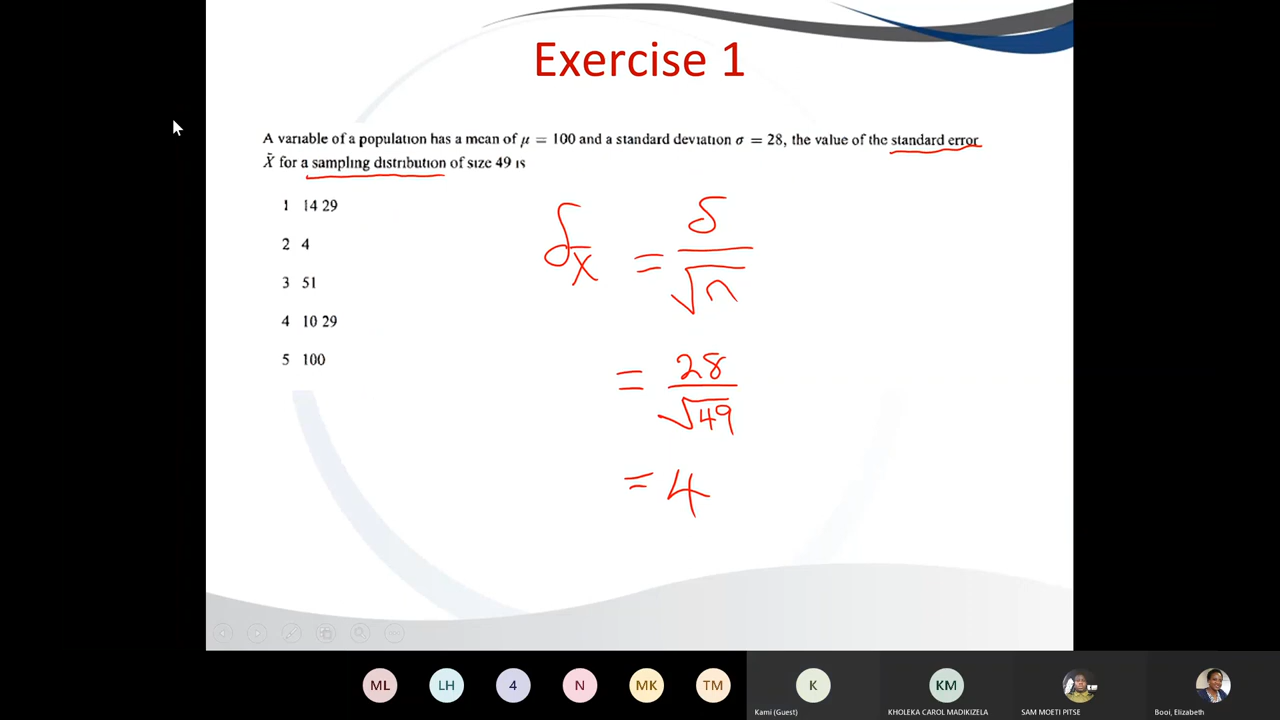 Exercise 1
A variable of a population has a mean of μ = 100 and a standard deviation σ = 28, the value of the standard error
X̄ for a sampling distribution of size 49 is
1 14 29
2 4
3 51
4 10 29
5 100
δx̄ = δ/√n
= 28/√49
= 4
ML LH 4 N MK TM K KM
Kami (Guest) KHOLEKA CAROL MADIKIZELA SAM MOETI PITSE Booi, Elizabeth